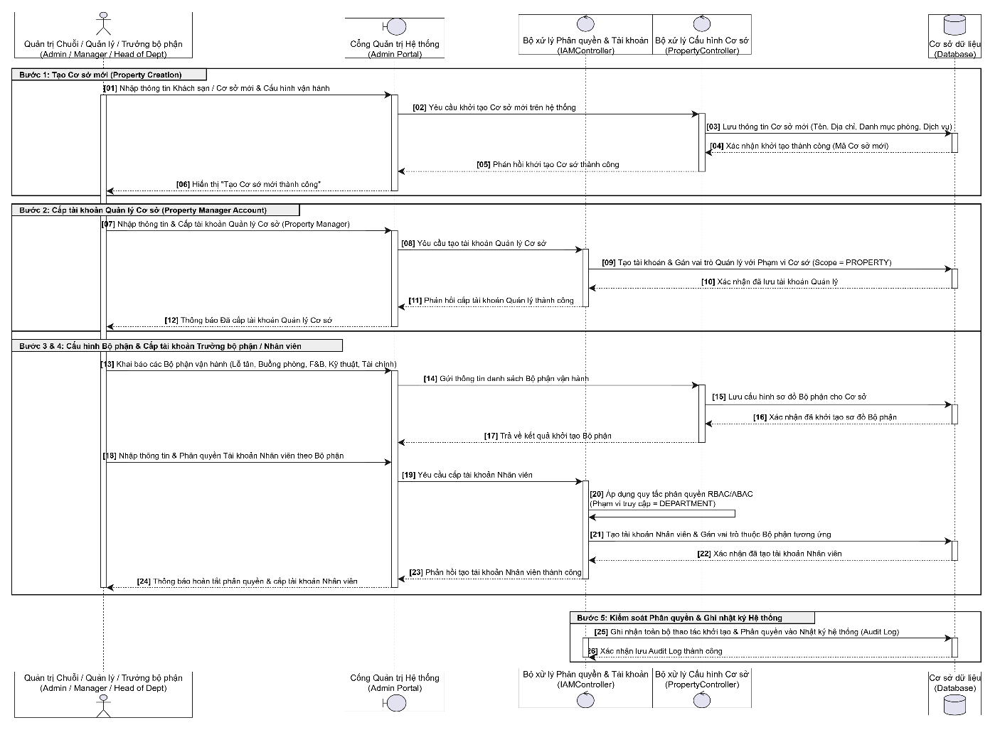 Quản trị Chuỗi / Quản lý / Trưởng bộ phận
(Admin / Manager / Head of Dept)
Cổng Quản trị Hệ thống
(Admin Portal)
Bộ xử lý Phân quyền & Tài khoản
(IAMController)
Bộ xử lý Cấu hình Cơ sở
(PropertyController)
Cơ sở dữ liệu
(Database)
Bước 1: Tạo Cơ sở mới (Property Creation)
[01] Nhập thông tin Khách sạn / Cơ sở mới & Cấu hình vận hành
[02] Yêu cầu khởi tạo Cơ sở mới trên hệ thống
[03] Lưu thông tin Cơ sở mới (Tên, Địa chỉ, Danh mục phòng, Dịch vụ)
[04] Xác nhận khởi tạo thành công (Mã Cơ sở mới)
[05] Phản hồi khởi tạo Cơ sở thành công
[06] Hiển thị "Tạo Cơ sở mới thành công"
Bước 2: Cấp tài khoản Quản lý Cơ sở (Property Manager Account)
[07] Nhập thông tin & Cấp tài khoản Quản lý Cơ sở (Property Manager)
[08] Yêu cầu tạo tài khoản Quản lý Cơ sở
[09] Tạo tài khoản & Gán vai trò Quản lý với Phạm vi Cơ sở (Scope = PROPERTY)
[10] Xác nhận đã lưu tài khoản Quản lý
[11] Phản hồi cấp tài khoản Quản lý thành công
[12] Thông báo Đã cấp tài khoản Quản lý Cơ sở
Bước 3 & 4: Cấu hình Bộ phận & Cấp tài khoản Trưởng bộ phận / Nhân viên
[13] Khai báo các Bộ phận vận hành (Lễ tân, Buồng phòng, F&B, Kỹ thuật, Tài chính)
[14] Gửi thông tin danh sách Bộ phận vận hành
[15] Lưu cấu hình sơ đồ Bộ phận cho Cơ sở
[16] Xác nhận đã khởi tạo sơ đồ Bộ phận
[17] Trả về kết quả khởi tạo Bộ phận
[18] Nhập thông tin & Phân quyền Tài khoản Nhân viên theo Bộ phận
[19] Yêu cầu cấp tài khoản Nhân viên
[20] Áp dụng quy tắc phân quyền RBAC/ABAC
(Phạm vi truy cập = DEPARTMENT)
[21] Tạo tài khoản Nhân viên & Gán vai trò thuộc Bộ phận tương ứng
[22] Xác nhận đã tạo tài khoản Nhân viên
[23] Phản hồi tạo tài khoản Nhân viên thành công
[24] Thông báo hoàn tất phân quyền & cấp tài khoản Nhân viên
Bước 5: Kiểm soát Phân quyền & Ghi nhật ký Hệ thống
[25] Ghi nhận toàn bộ thao tác khởi tạo & Phân quyền vào Nhật ký hệ thống (Audit Log)
[26] Xác nhận lưu Audit Log thành công
Quản trị Chuỗi / Quản lý / Trưởng bộ phận
(Admin / Manager / Head of Dept)
Cổng Quản trị Hệ thống
(Admin Portal)
Bộ xử lý Phân quyền & Tài khoản
(IAMController)
Bộ xử lý Cấu hình Cơ sở
(PropertyController)
Cơ sở dữ liệu
(Database)